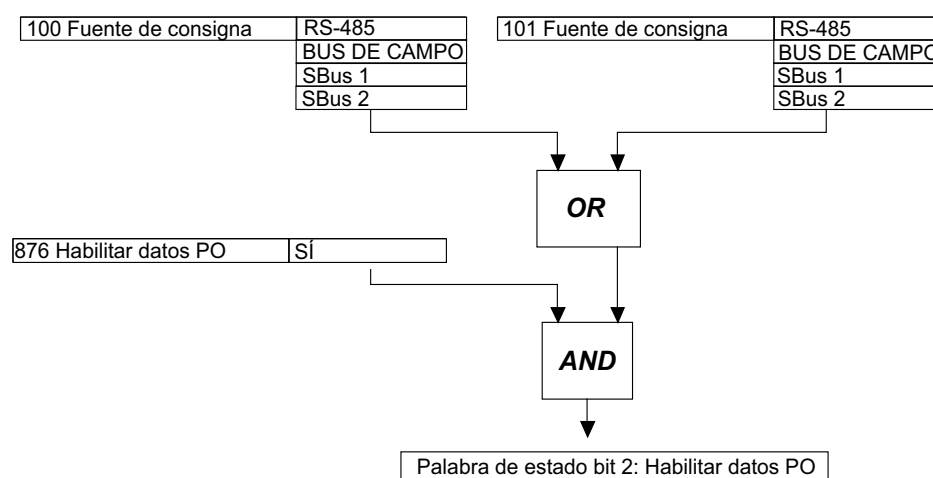 100 Fuente de consigna RS-485
BUS DE CAMPO
SBus 1
SBus 2
101 Fuente de consigna RS-485
BUS DE CAMPO
SBus 1
SBus 2
OR
876 Habilitar datos PO SÍ
AND
Palabra de estado bit 2: Habilitar datos PO